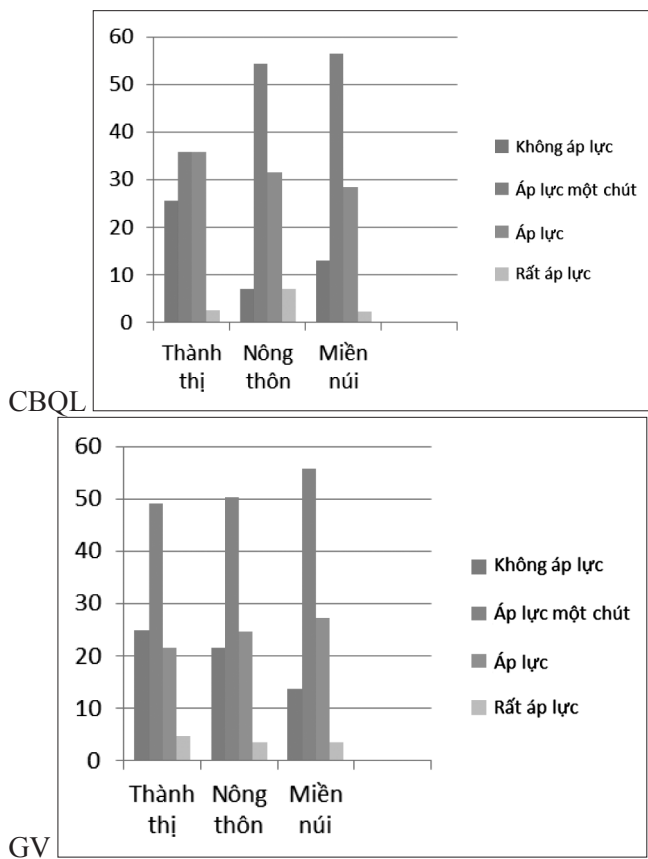 60
50
40
30
20
10
0
Thành thị
Nông thôn
Miền núi
Không áp lực
Áp lực một chút
Áp lực
Rất áp lực
CBQL
60
50
40
30
20
10
0
Thành thị
Nông thôn
Miền núi
Không áp lực
Áp lực một chút
Áp lực
Rất áp lực
GV